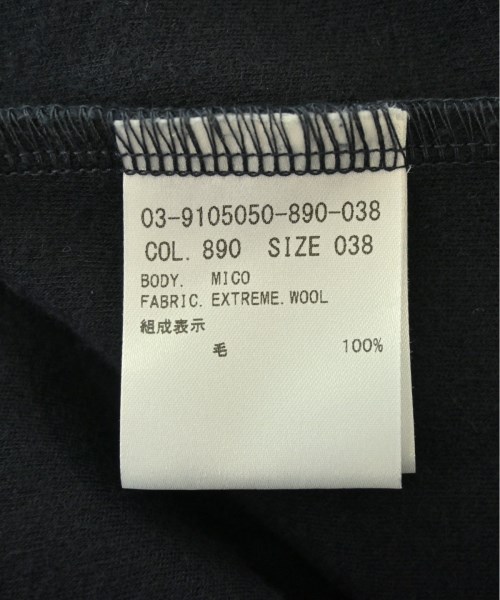 03-9105050-890-038
COL. 890 SIZE 038
BODY. MICO
FABRIC. EXTREME. WOOL
組成表示
毛 100%